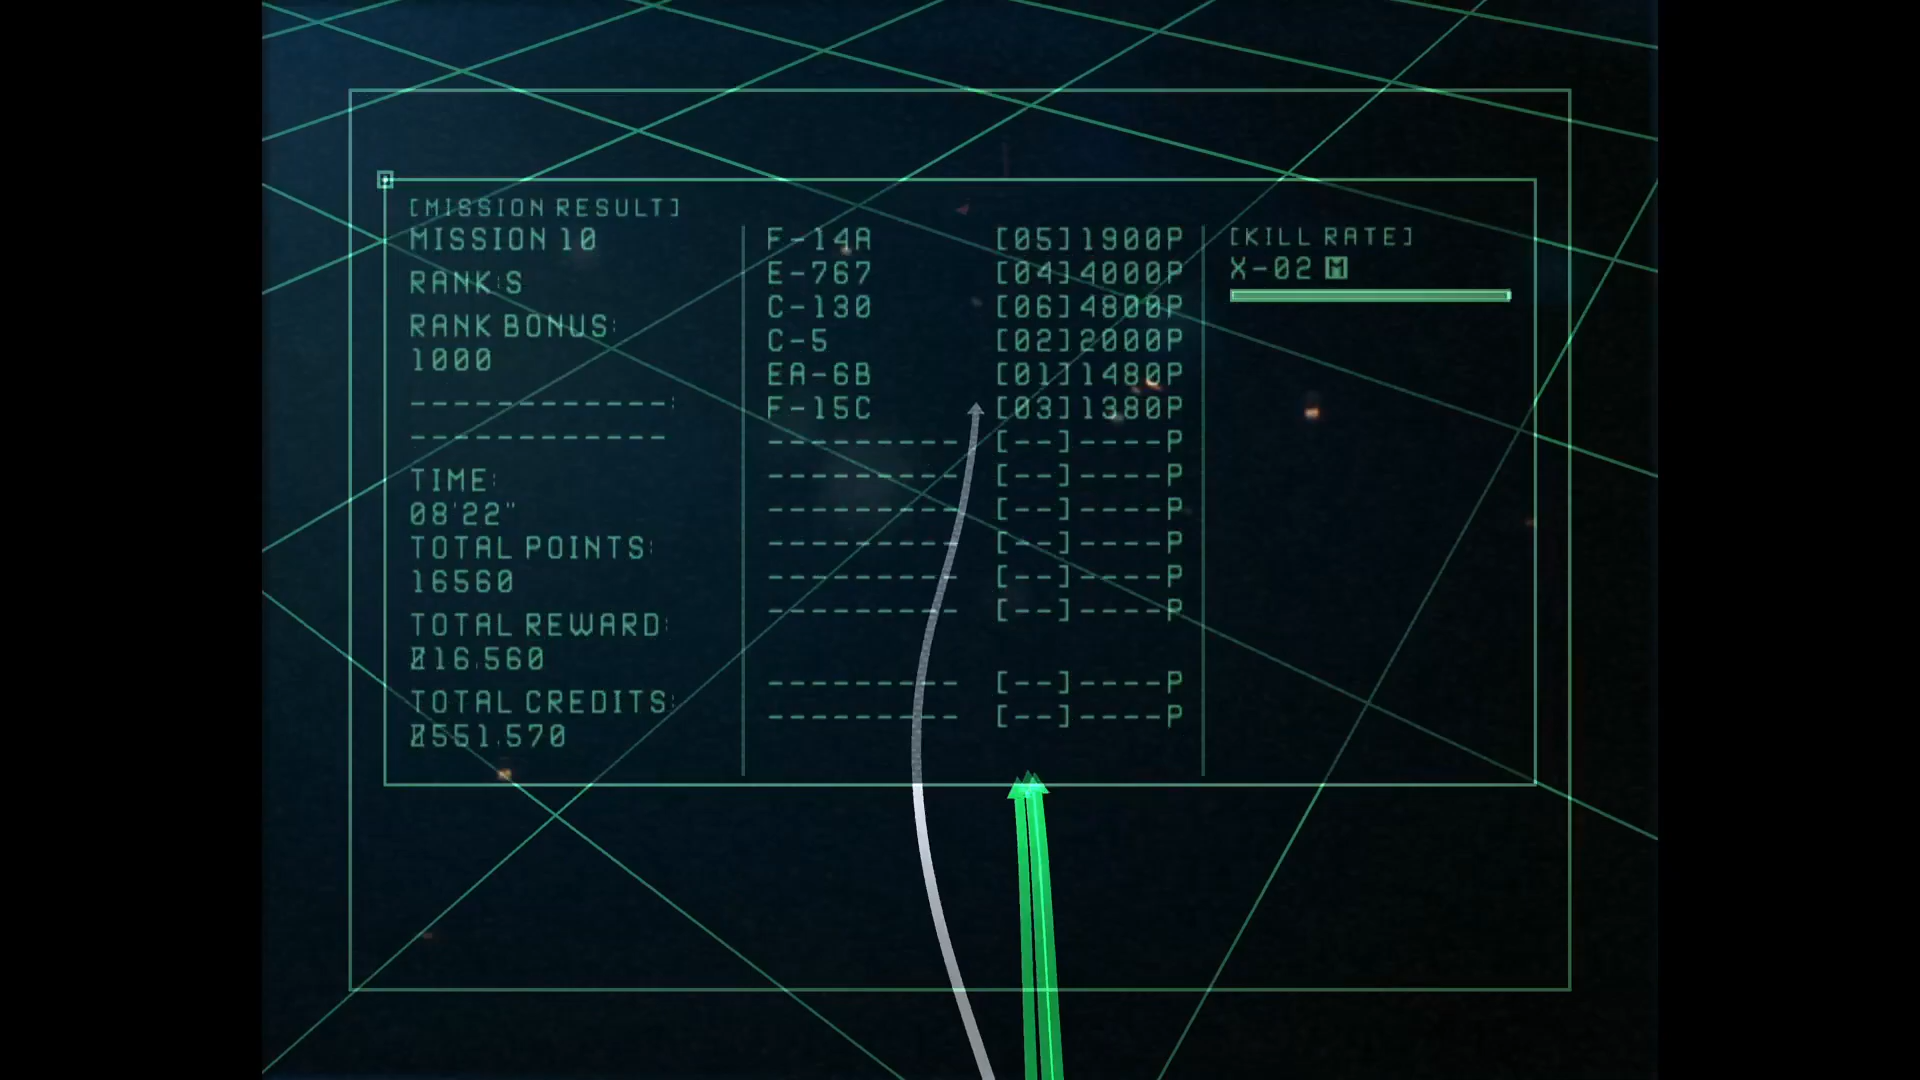 [MISSION RESULT]
MISSION 10
RANK:S
RANK BONUS:
1000
------------:
------------
TIME:
08'22"
TOTAL POINTS:
16560
TOTAL REWARD:
Z16,560
TOTAL CREDITS:
Z551,570
F-14A [05]1900P
E-767 [04]4000P
C-130 [06]4800P
C-5 [02]2000P
EA-6B [01]1480P
F-15C [03]1380P
--------- [--]----P
--------- [--]----P
--------- [--]----P
--------- [--]----P
--------- [--]----P
--------- [--]----P
--------- [--]----P
--------- [--]----P
[KILL RATE]
X-02 M